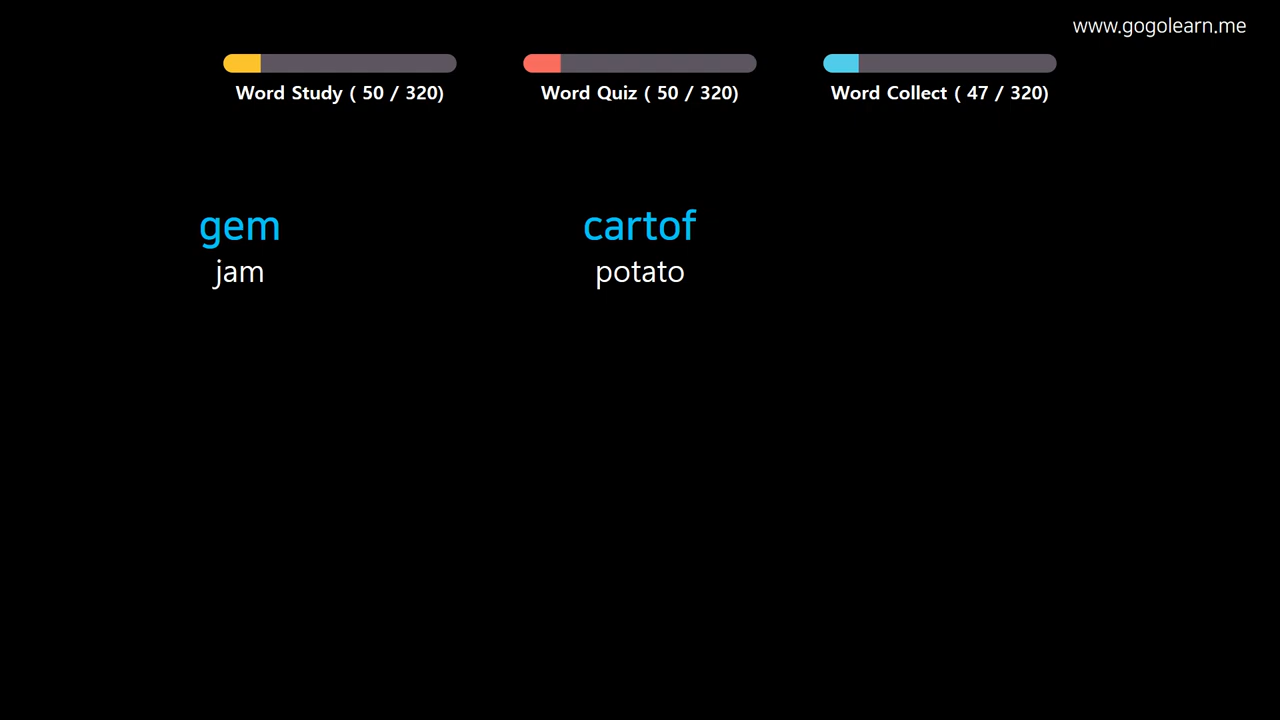 www.gogolearn.me
Word Study ( 50 / 320)
Word Quiz ( 50 / 320)
Word Collect ( 47 / 320)
gem
jam
cartof
potato